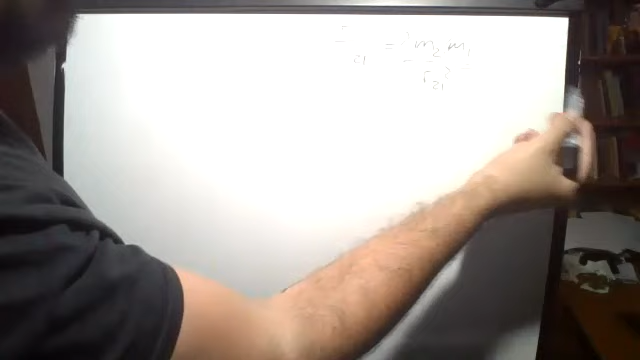 F₂₁ = G m₂ m₁ / r₂₁²